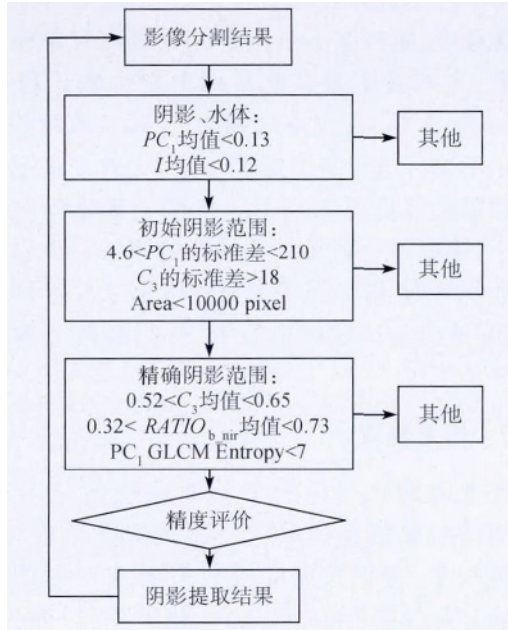 影像分割结果
阴影、水体：
PC₁均值<0.13
I均值<0.12
其他
初始阴影范围：
4.6<PC₁的标准差<210
C₃的标准差>18
Area<10000 pixel
其他
精确阴影范围：
0.52<C₃均值<0.65
0.32< RATIO_b_nir均值<0.73
PC₁ GLCM Entropy<7
其他
精度评价
阴影提取结果